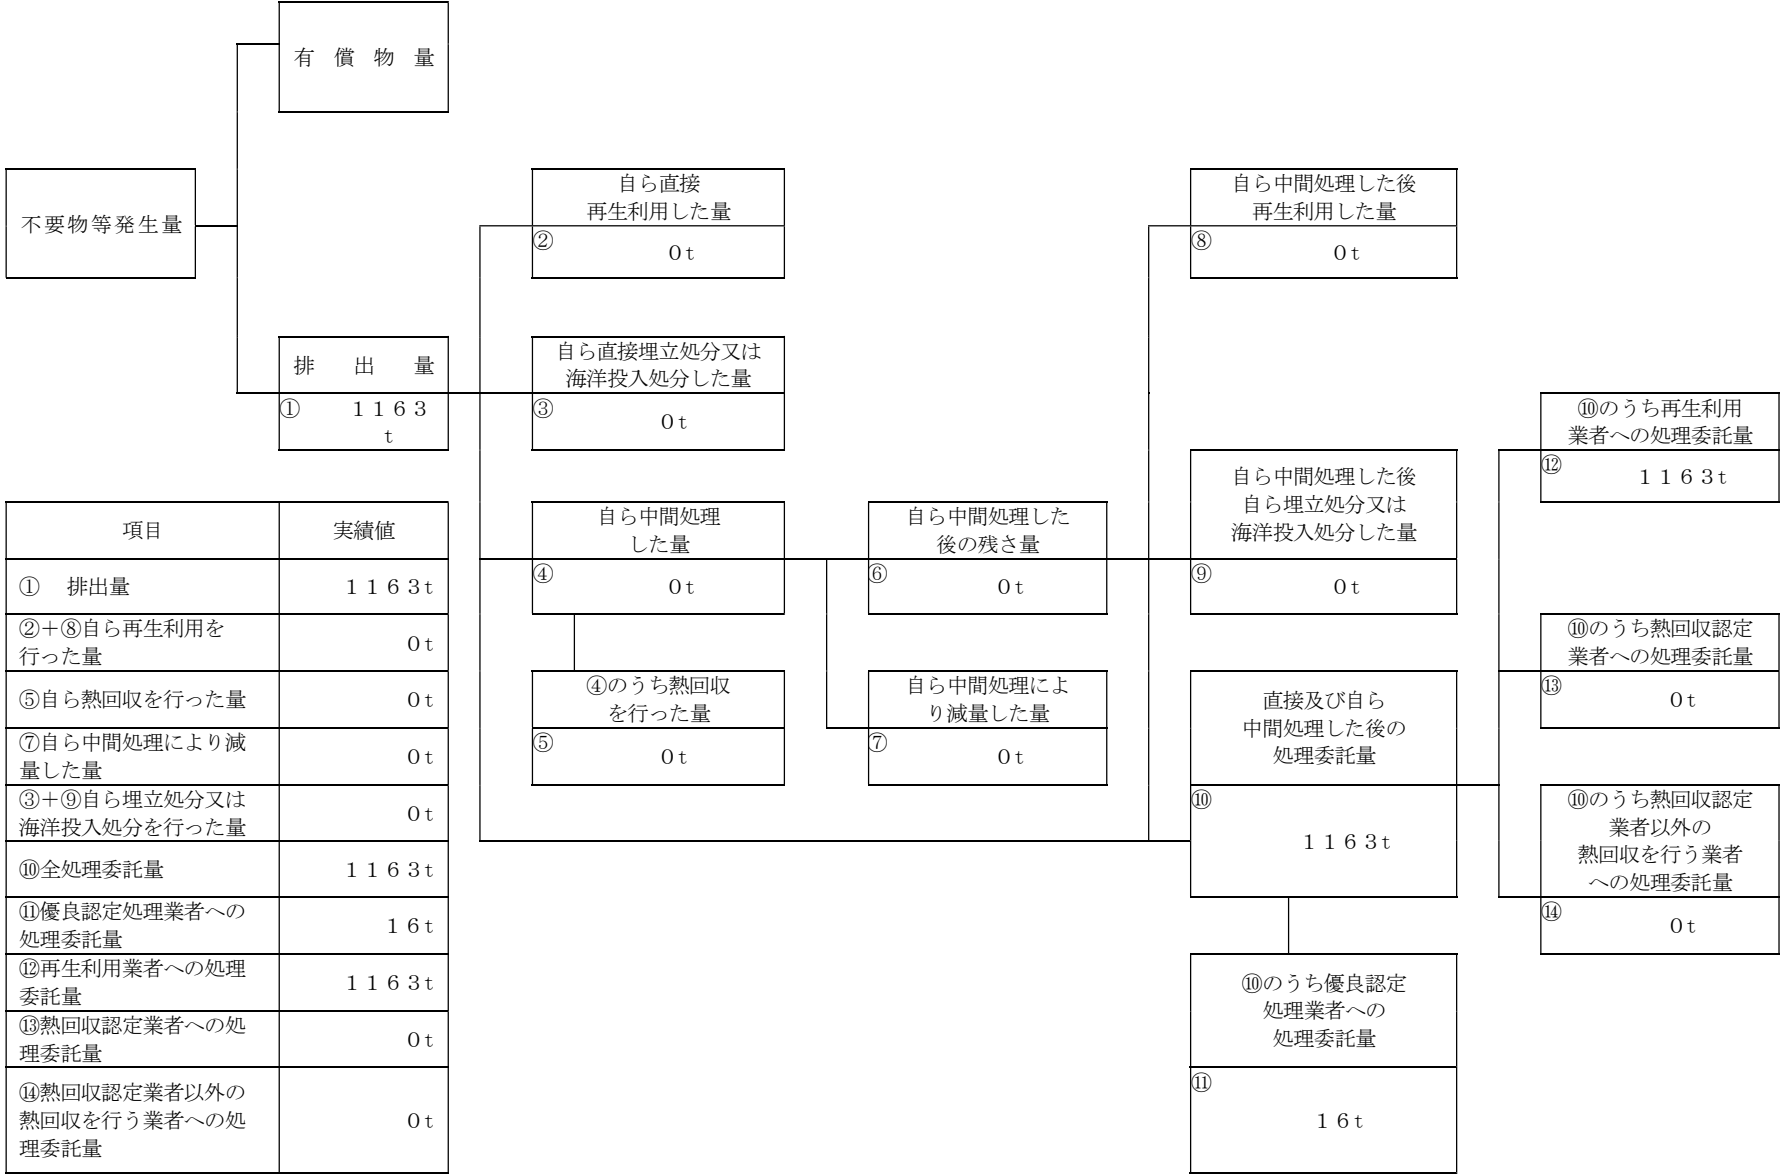 有償物量
不要物等発生量
排出量
① １１６３
ｔ
自ら直接
再生利用した量
② ０ｔ
自ら直接埋立処分又は
海洋投入処分した量
③ ０ｔ
自ら中間処理
した量
④ ０ｔ
④のうち熱回収
を行った量
⑤ ０ｔ
自ら中間処理した
後の残さ量
⑥ ０ｔ
自ら中間処理によ
り減量した量
⑦ ０ｔ
自ら中間処理した後
再生利用した量
⑧ ０ｔ
自ら中間処理した後
自ら埋立処分又は
海洋投入処分した量
⑨ ０ｔ
直接及び自ら
中間処理した後の
処理委託量
⑩
１１６３ｔ
⑩のうち優良認定
処理業者への
処理委託量
⑪
１６ｔ
⑩のうち再生利用
業者への処理委託量
⑫ １１６３ｔ
⑩のうち熱回収認定
業者への処理委託量
⑬ ０ｔ
⑩のうち熱回収認定
業者以外の
熱回収を行う業者
への処理委託量
⑭ ０ｔ
項目 実績値
① 排出量 １１６３ｔ
②＋⑧自ら再生利用を
行った量 ０ｔ
⑤自ら熱回収を行った量 ０ｔ
⑦自ら中間処理により減
量した量 ０ｔ
③＋⑨自ら埋立処分又は
海洋投入処分を行った量 ０ｔ
⑩全処理委託量 １１６３ｔ
⑪優良認定処理業者への
処理委託量 １６ｔ
⑫再生利用業者への処理
委託量 １１６３ｔ
⑬熱回収認定業者への処
理委託量 ０ｔ
⑭熱回収認定業者以外の
熱回収を行う業者への処
理委託量 ０ｔ